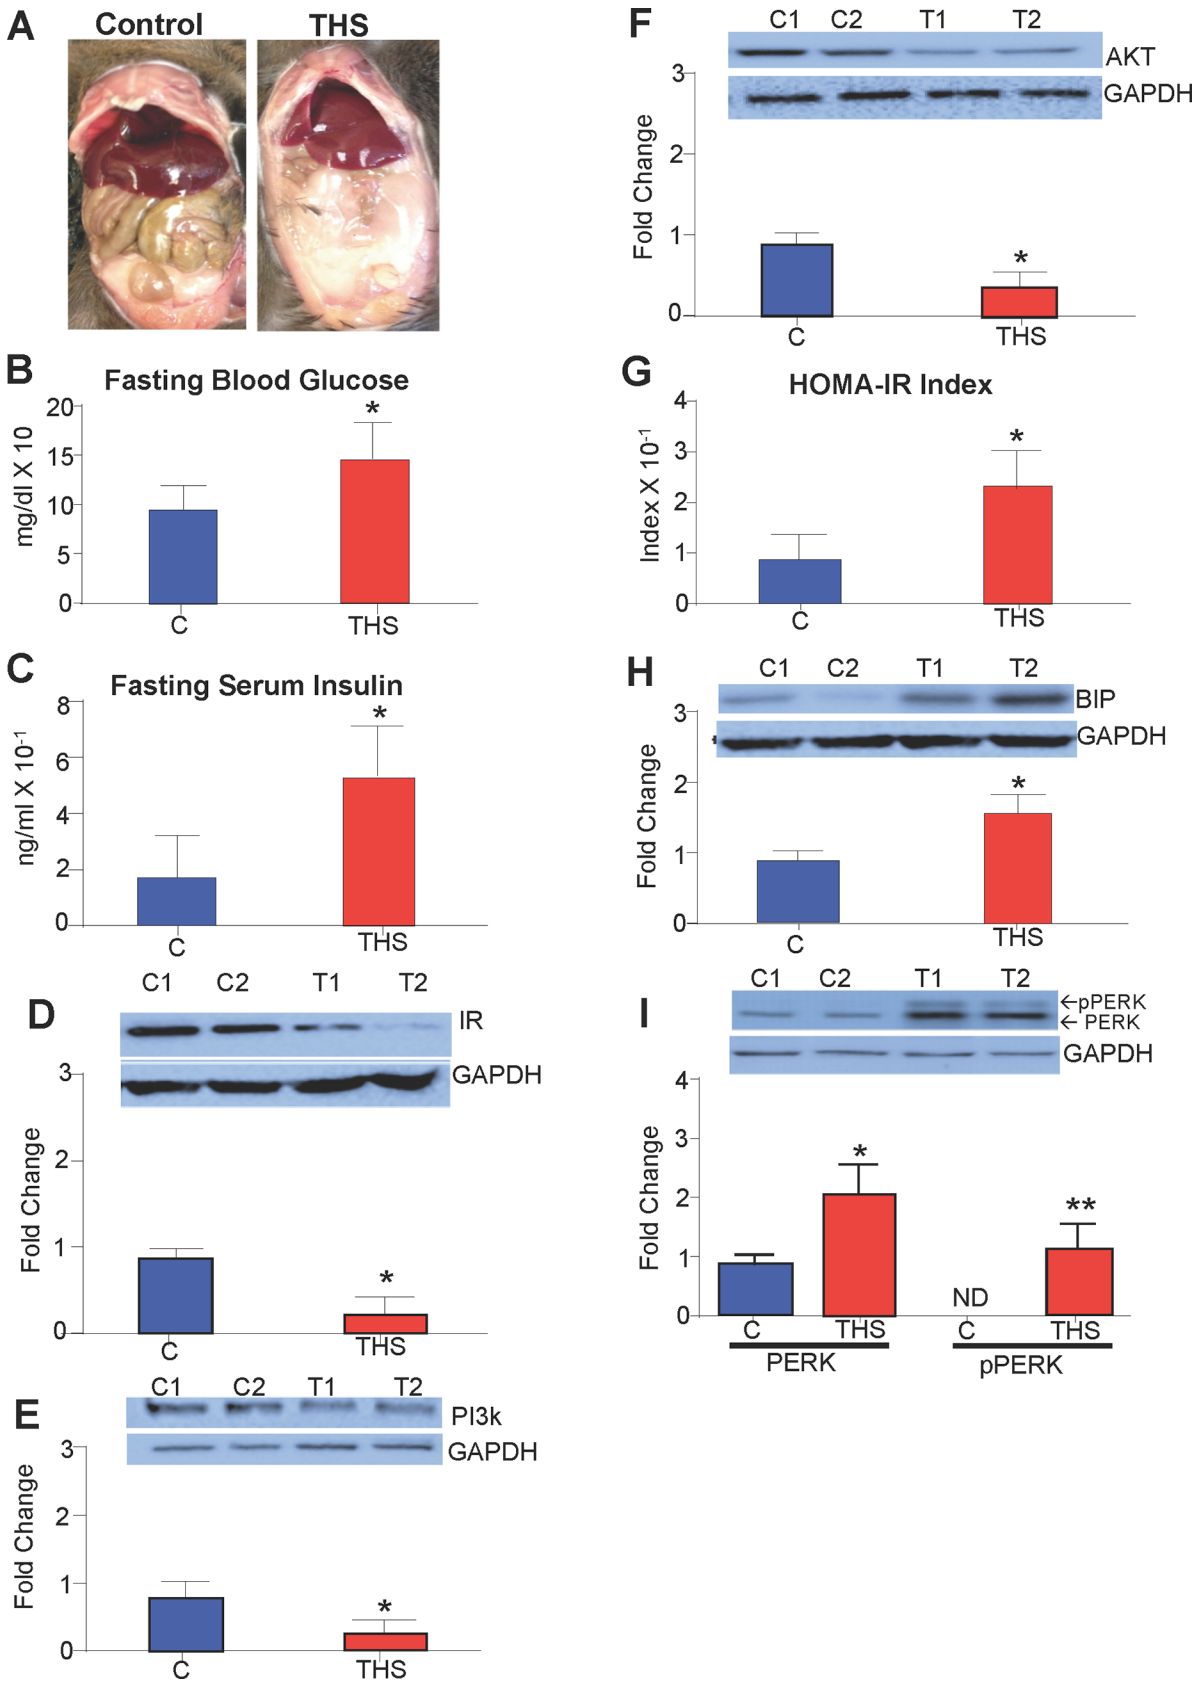 A
Control
THS
B
Fasting Blood Glucose
mg/dl X 10
20
15
10
5
0
*
C
THS
C
Fasting Serum Insulin
ng/ml X 10-1
8
6
4
2
0
*
C
THS
D
C1 C2 T1 T2
IR
GAPDH
Fold Change
3
2
1
0
*
C
THS
E
C1 C2 T1 T2
PI3k
GAPDH
Fold Change
3
2
1
0
*
C
THS
F
C1 C2 T1 T2
AKT
GAPDH
Fold Change
3
2
1
0
*
C
THS
G
HOMA-IR Index
Index X 10-1
4
3
2
1
0
*
C
THS
H
C1 C2 T1 T2
BIP
GAPDH
Fold Change
3
2
1
0
*
C
THS
I
C1 C2 T1 T2
←pPERK
← PERK
GAPDH
Fold Change
4
3
2
1
0
*
ND
**
C THS C THS
PERK pPERK